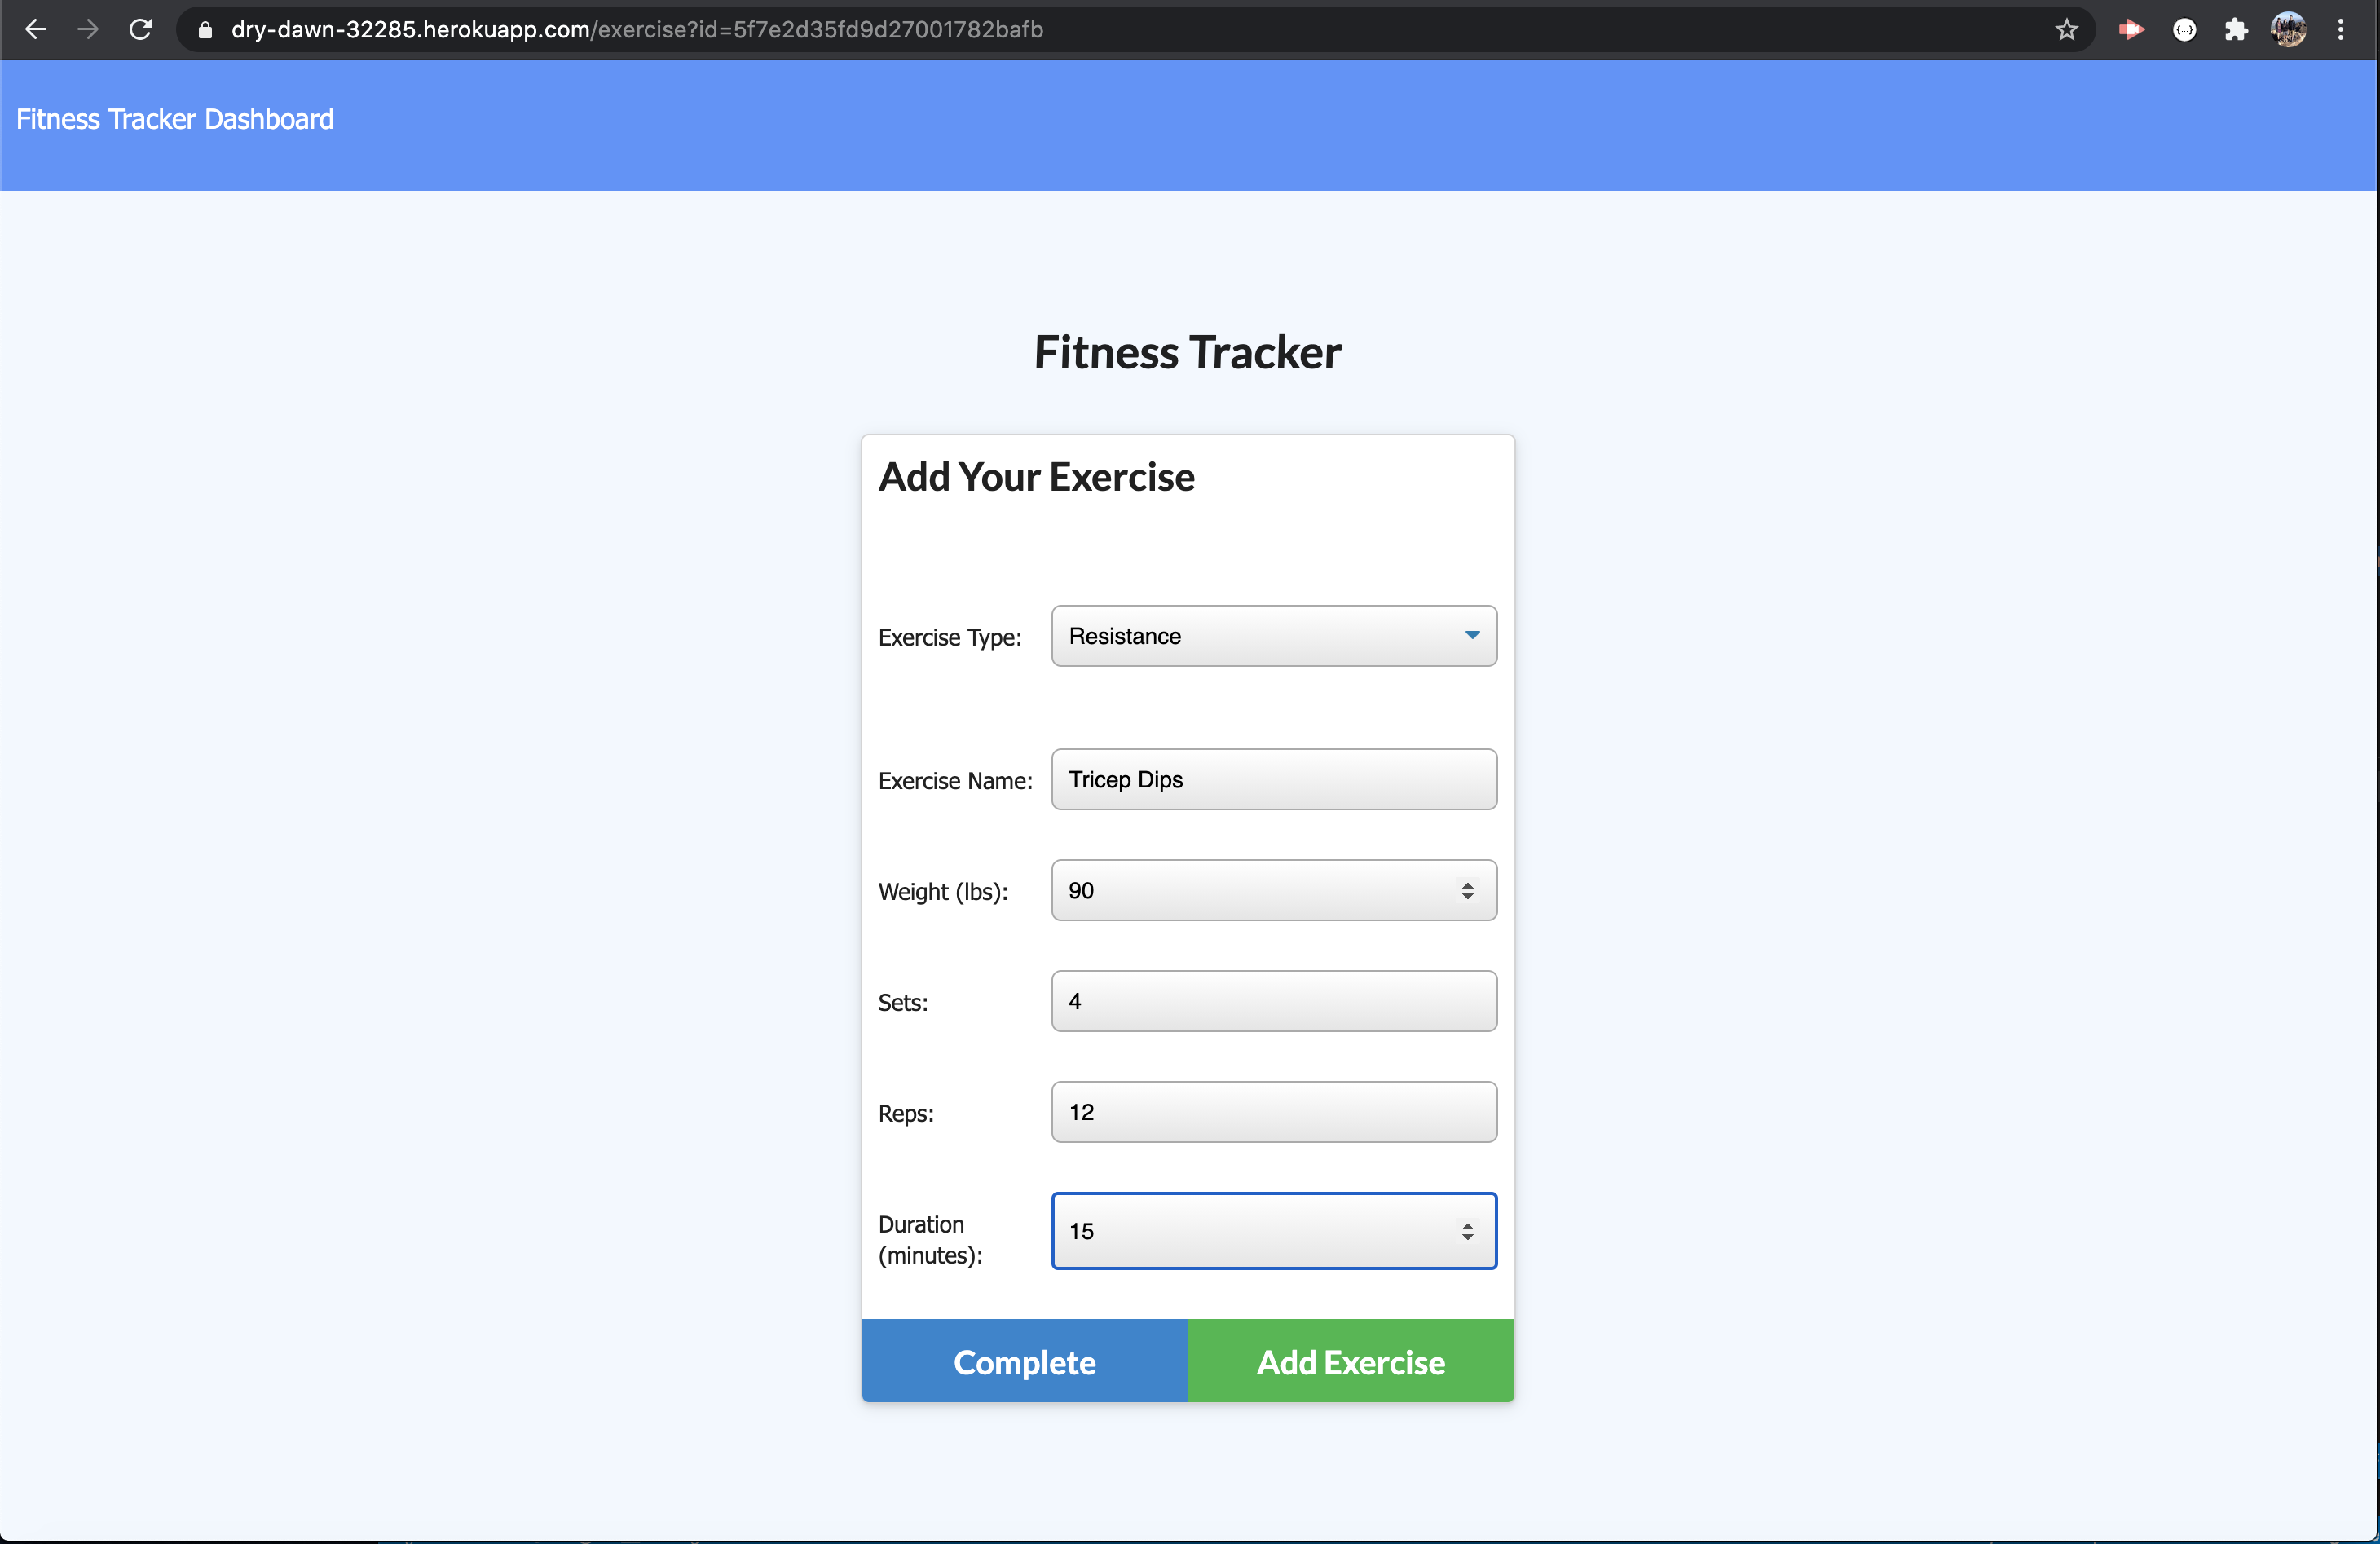 dry-dawn-32285.herokuapp.com/exercise?id=5f7e2d35fd9d27001782bafb
Fitness Tracker Dashboard
Fitness Tracker
Add Your Exercise
Exercise Type: Resistance
Exercise Name: Tricep Dips
Weight (lbs): 90
Sets: 4
Reps: 12
Duration
(minutes): 15
Complete Add Exercise